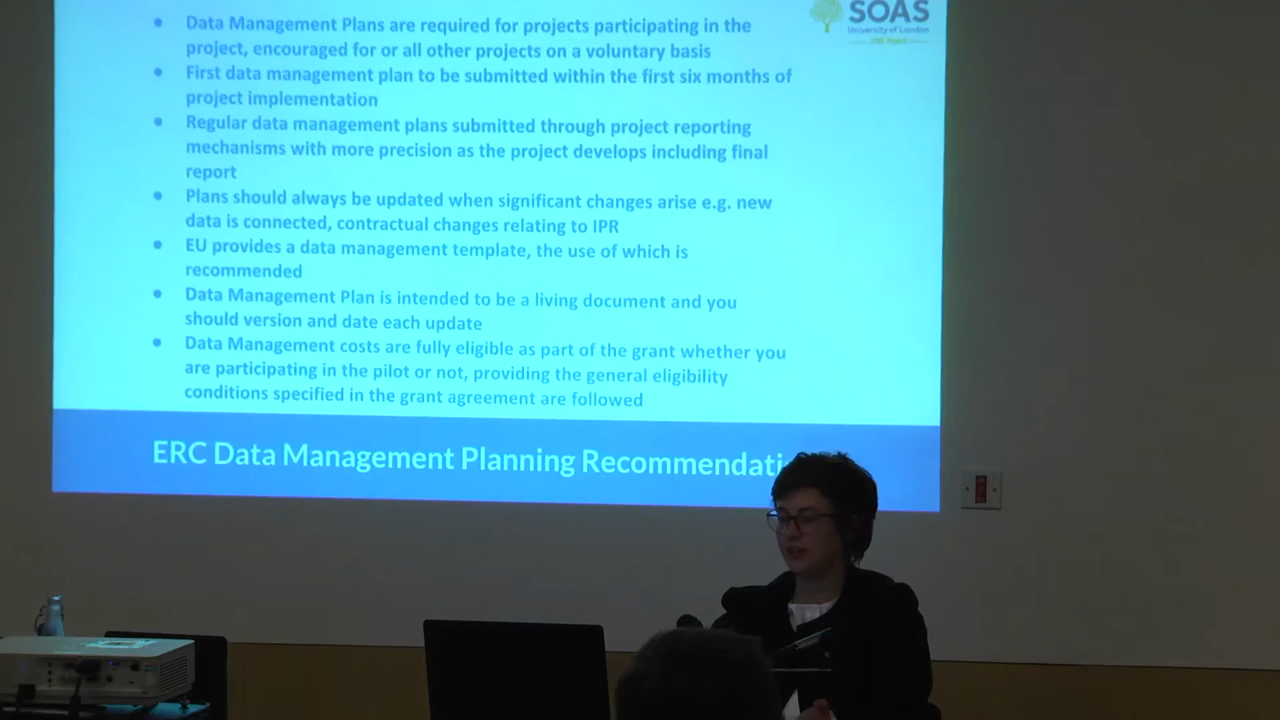 SOAS
University of London
Data Management Plans are required for projects participating in the
project, encouraged for or all other projects on a voluntary basis
First data management plan to be submitted within the first six months of
project implementation
Regular data management plans submitted through project reporting
mechanisms with more precision as the project develops including final
report
Plans should always be updated when significant changes arise e.g. new
data is connected, contractual changes relating to IPR
EU provides a data management template, the use of which is
recommended
Data Management Plan is intended to be a living document and you
should version and date each update
Data Management costs are fully eligible as part of the grant whether you
are participating in the pilot or not, providing the general eligibility
conditions specified in the grant agreement are followed
ERC Data Management Planning Recommendati